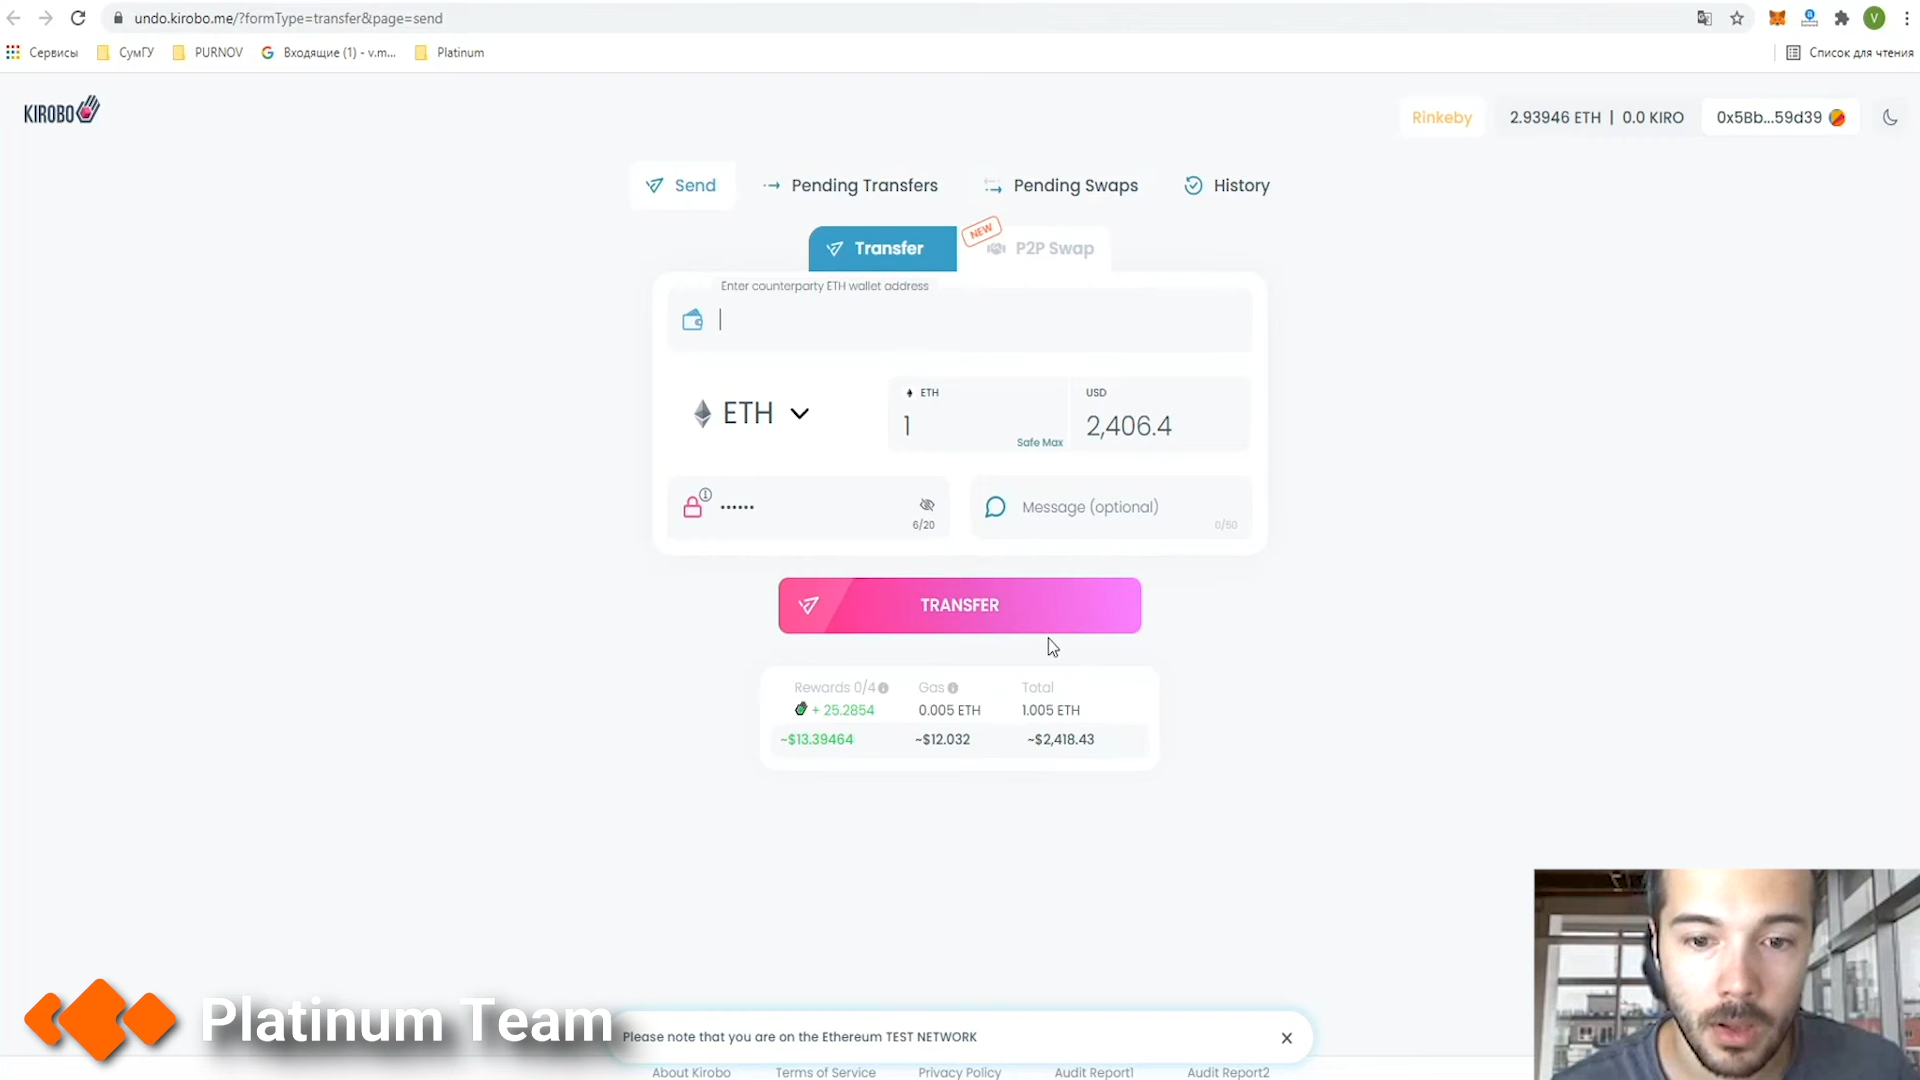 undo.kirobo.me/?formType=transfer&page=send
Сервисы
СумГУ
PURNOV
Входящие (1) - v.m...
Platinum
Список для чтения
V
KIROBO
Rinkeby
2.93946 ETH | 0.0 KIRO
0x5Bb...59d39
Send
Pending Transfers
Pending Swaps
History
Transfer
NEW
P2P Swap
Enter counterparty ETH wallet address
ETH
ETH
1
Safe Max
USD
2,406.4
6/20
Message (optional)
0/50
TRANSFER
Rewards 0/4
Gas
Total
+ 25.2854
0.005 ETH
1.005 ETH
~$13.39464
~$12.032
~$2,418.43
Platinum Team
Please note that you are on the Ethereum TEST NETWORK
About Kirobo
Terms of Service
Privacy Policy
Audit Report1
Audit Report2